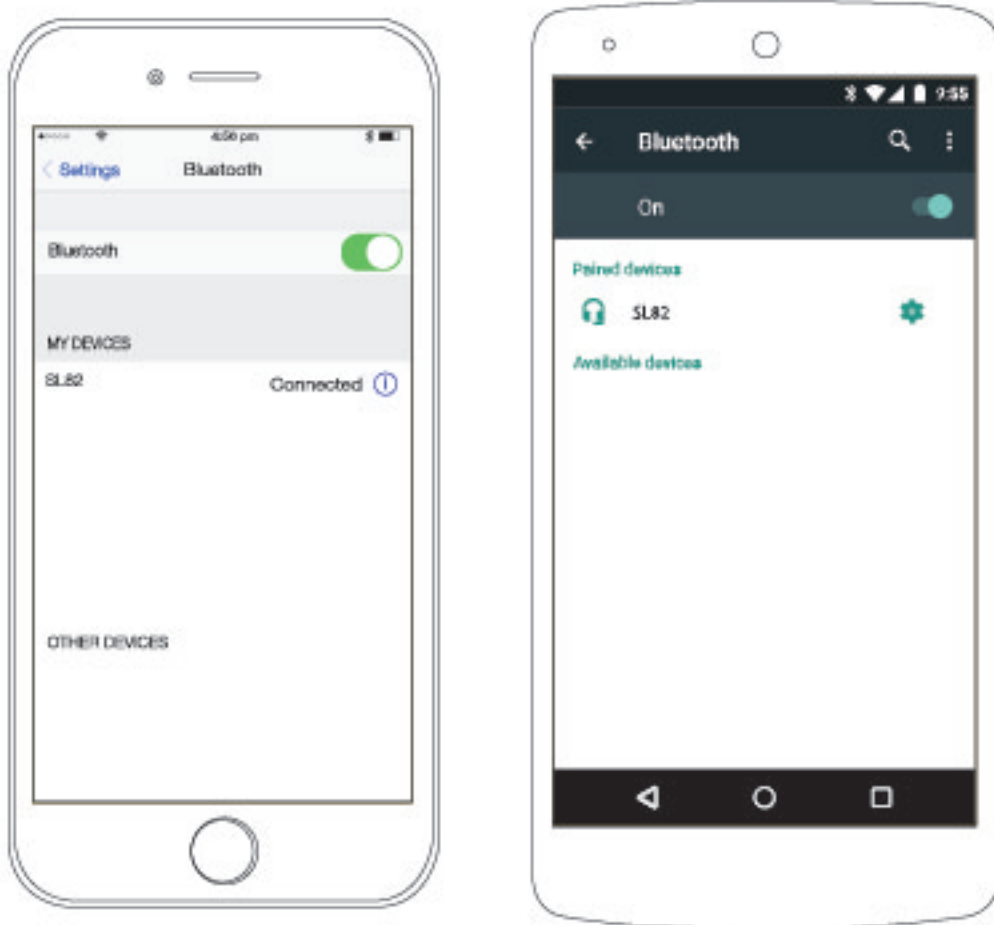 4:56 pm
Settings Bluetooth
Bluetooth
MY DEVICES
SL82 Connected
OTHER DEVICES
9:55
Bluetooth
On
Paired devices
SL82
Available devices